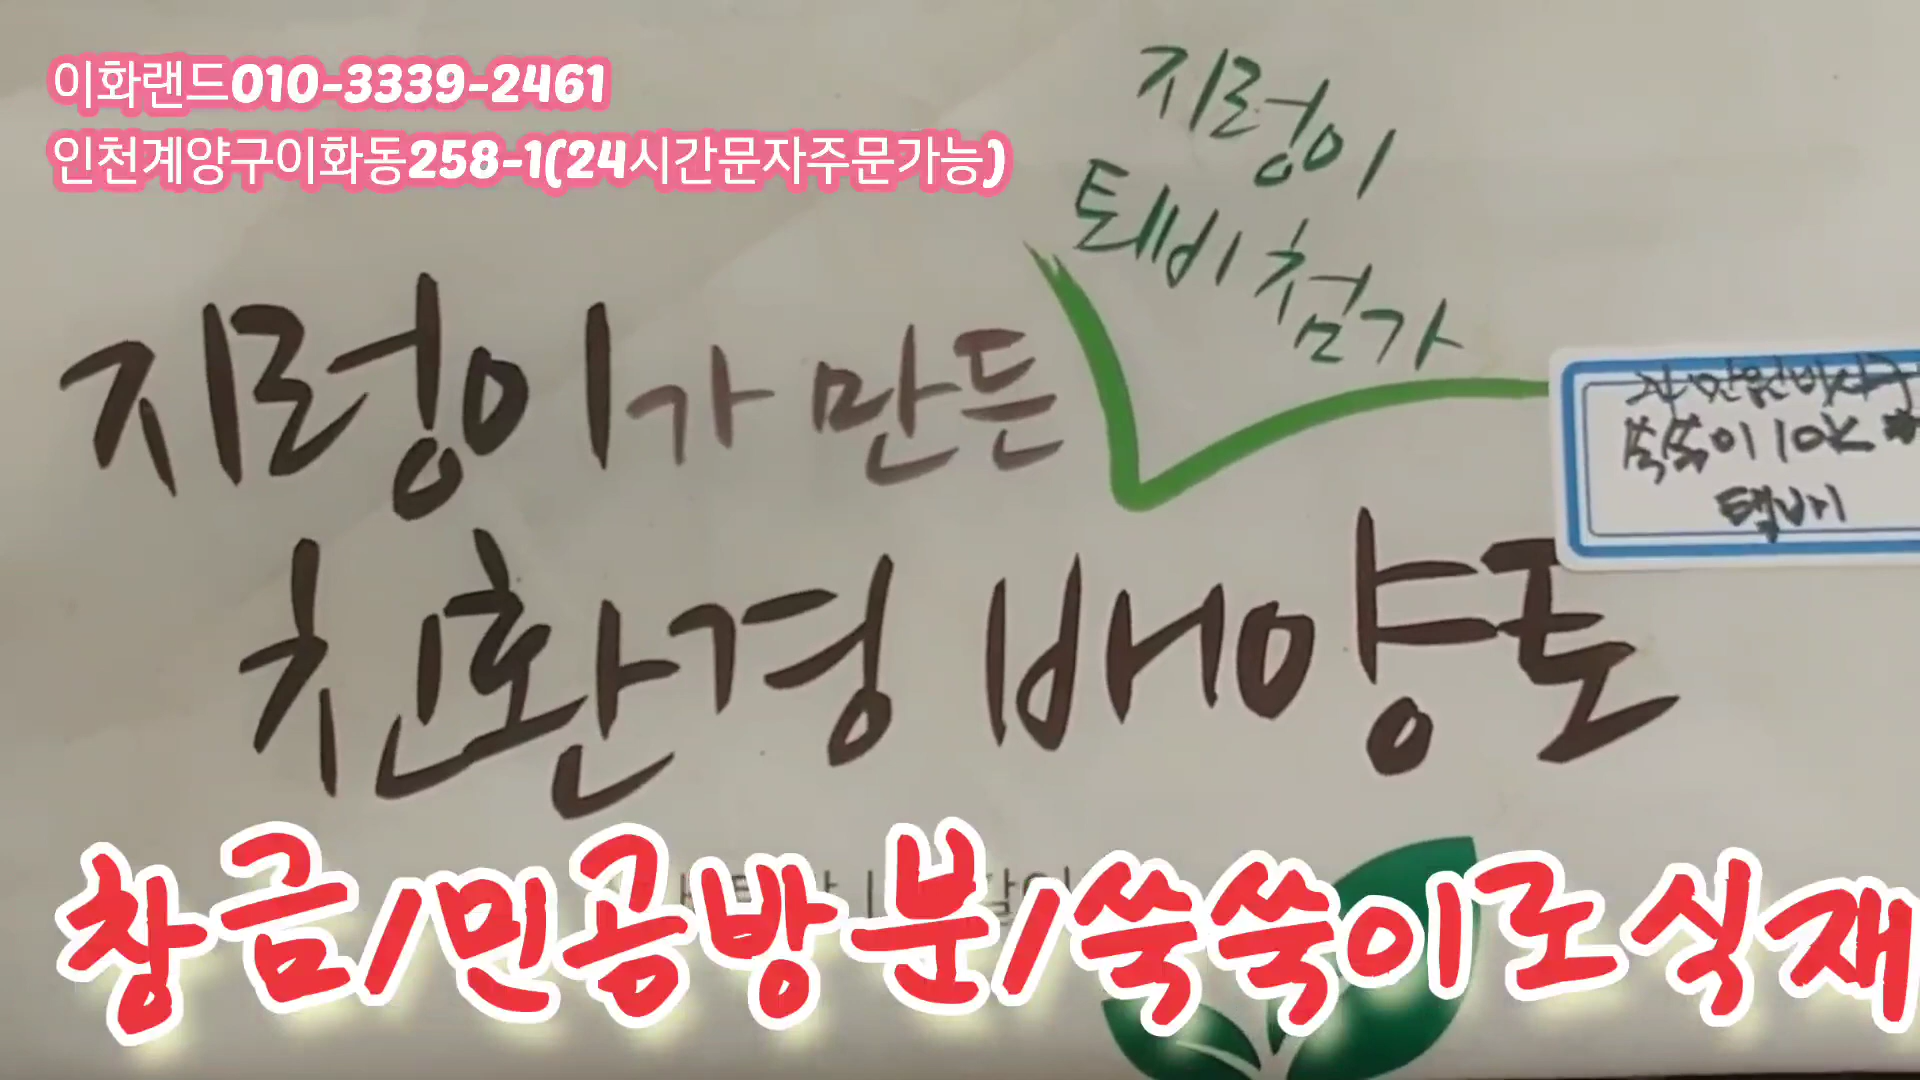 이화랜드010-3339-2461
인천계양구이화동258-1(24시간문자주문가능)
지렁이
퇴비 첨가
지렁이가 만든
친환경 배양토
쑥쑥이 10K
택배
창금/민공방 분/쑥쑥이로 식재